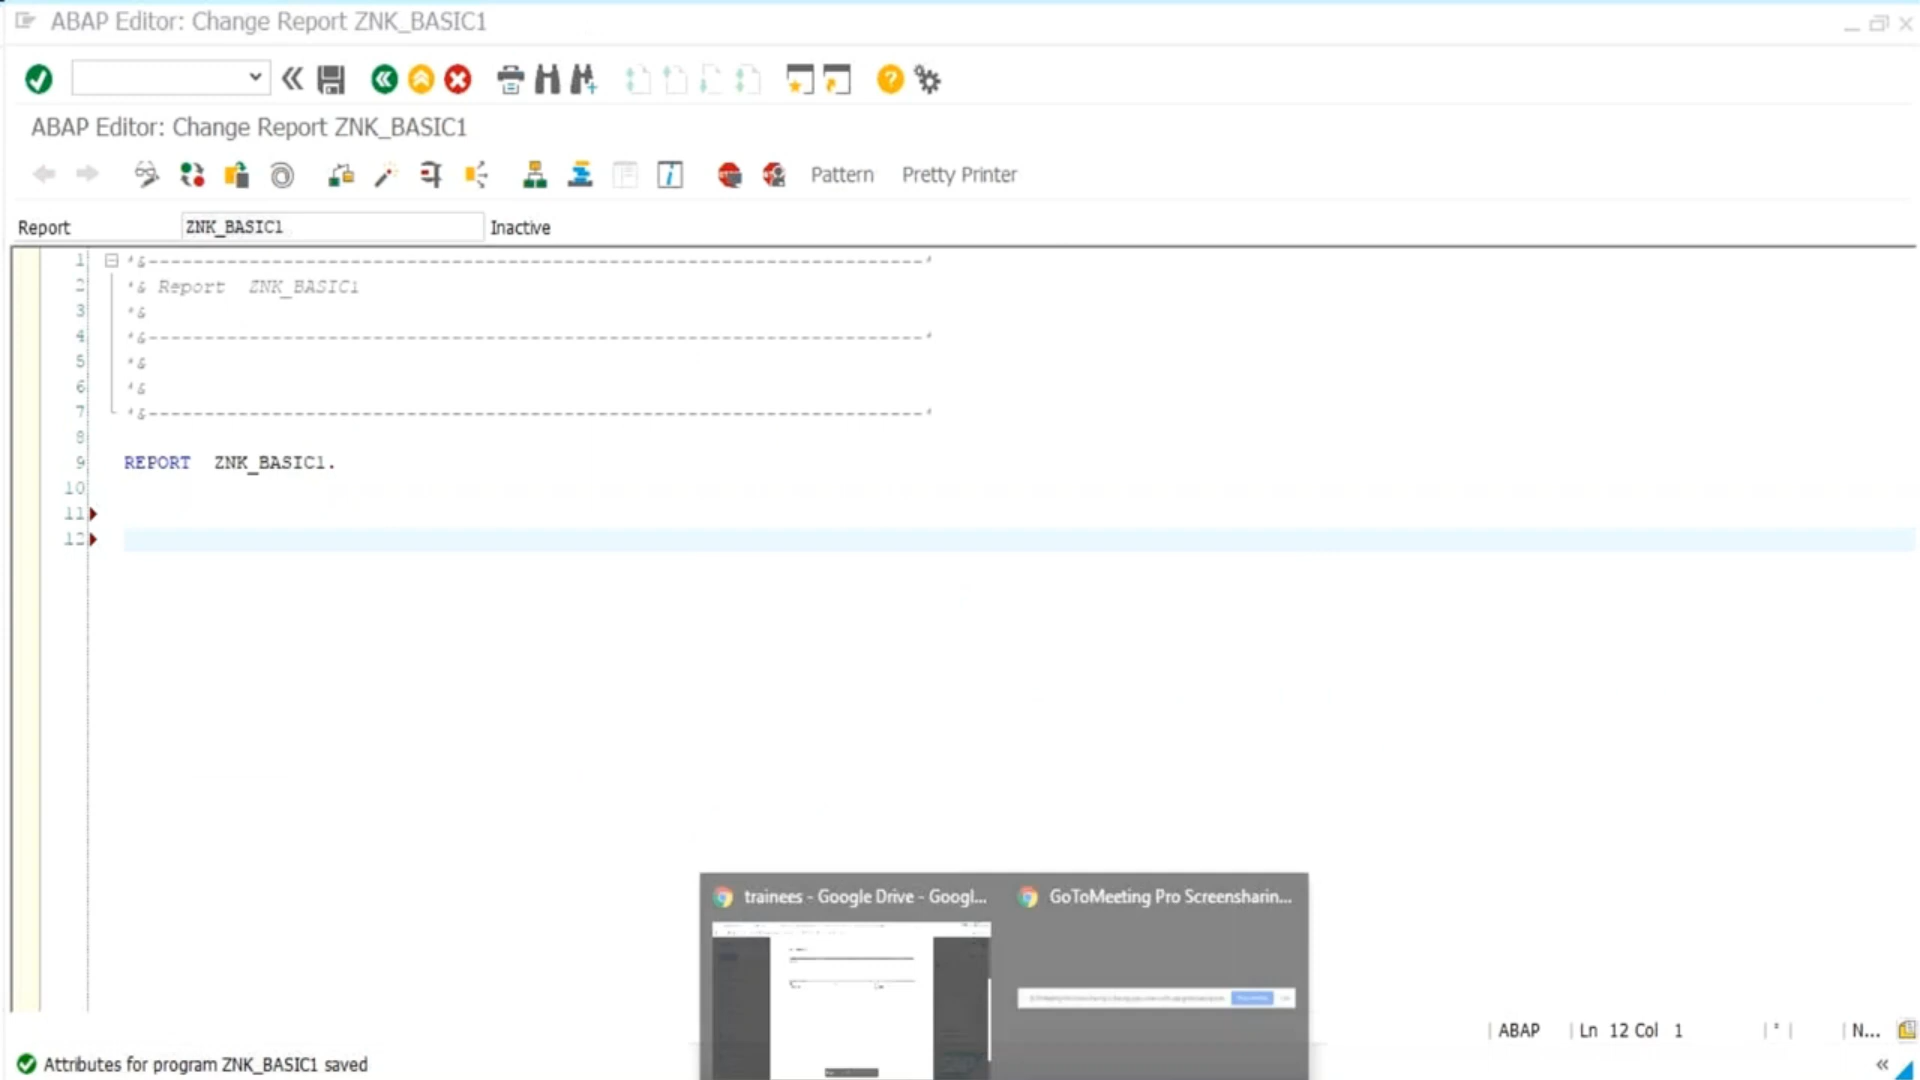 ABAP Editor: Change Report ZNK_BASIC1
ABAP Editor: Change Report ZNK_BASIC1
Pattern Pretty Printer
Report ZNK_BASIC1 Inactive
1 *&---------------------------------------------------------------------*
2 *& Report  ZNK_BASIC1
3 *&
4 *&---------------------------------------------------------------------*
5 *&
6 *&
7 *&---------------------------------------------------------------------*
8
9 REPORT  ZNK_BASIC1.
10
11
12
trainees - Google Drive - Googl... GoToMeeting Pro Screensharin...
ABAP Ln 12 Col 1 N...
Attributes for program ZNK_BASIC1 saved